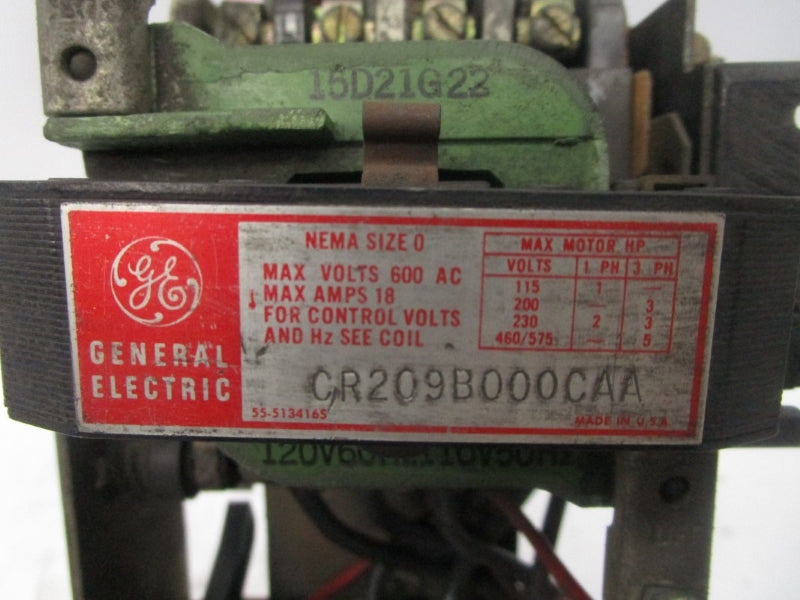 15D21G22
GE
GENERAL
ELECTRIC
NEMA SIZE 0
MAX VOLTS 600 AC
MAX AMPS 18
FOR CONTROL VOLTS
AND Hz SEE COIL
MAX MOTOR HP
VOLTS 1 PH 3 PH
115 1 —
200 — 3
230 2 3
460/575 — 5
CR209B000CAA
55-513416S
MADE IN U.S.A.
120V60HZ110V50HZ